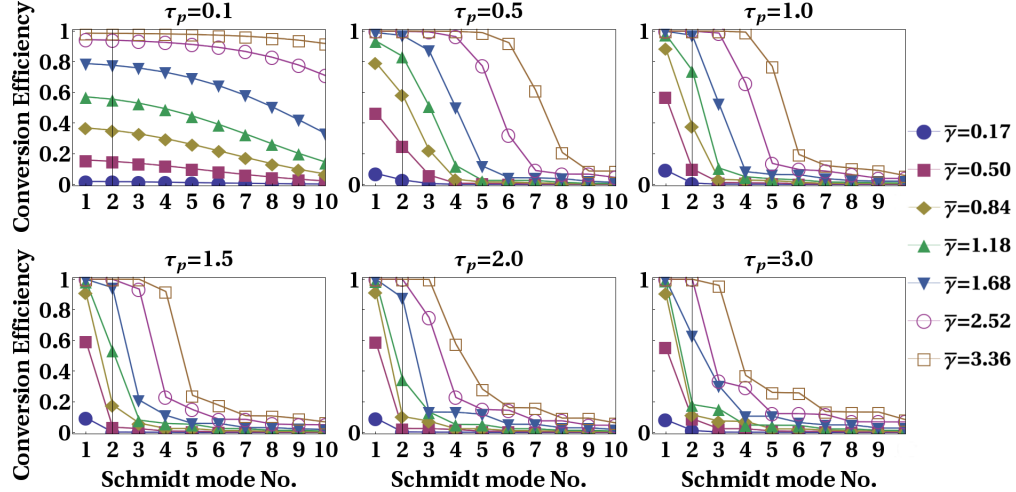 τp=0.1 τp=0.5 τp=1.0
Conversion Efficiency
1
0.8
0.6
0.4
0.2
0
1 2 3 4 5 6 7 8 9 10
1
0
1 2 3 4 5 6 7 8 9 10
1
0
1 2 3 4 5 6 7 8 9
γ̄=0.17
γ̄=0.50
γ̄=0.84
γ̄=1.18
γ̄=1.68
γ̄=2.52
γ̄=3.36
τp=1.5 τp=2.0 τp=3.0
Conversion Efficiency
1
0.8
0.6
0.4
0.2
0
1 2 3 4 5 6 7 8 9 10
1
0
1 2 3 4 5 6 7 8 9 10
1
0
1 2 3 4 5 6 7 8 9
Schmidt mode No. Schmidt mode No. Schmidt mode No.